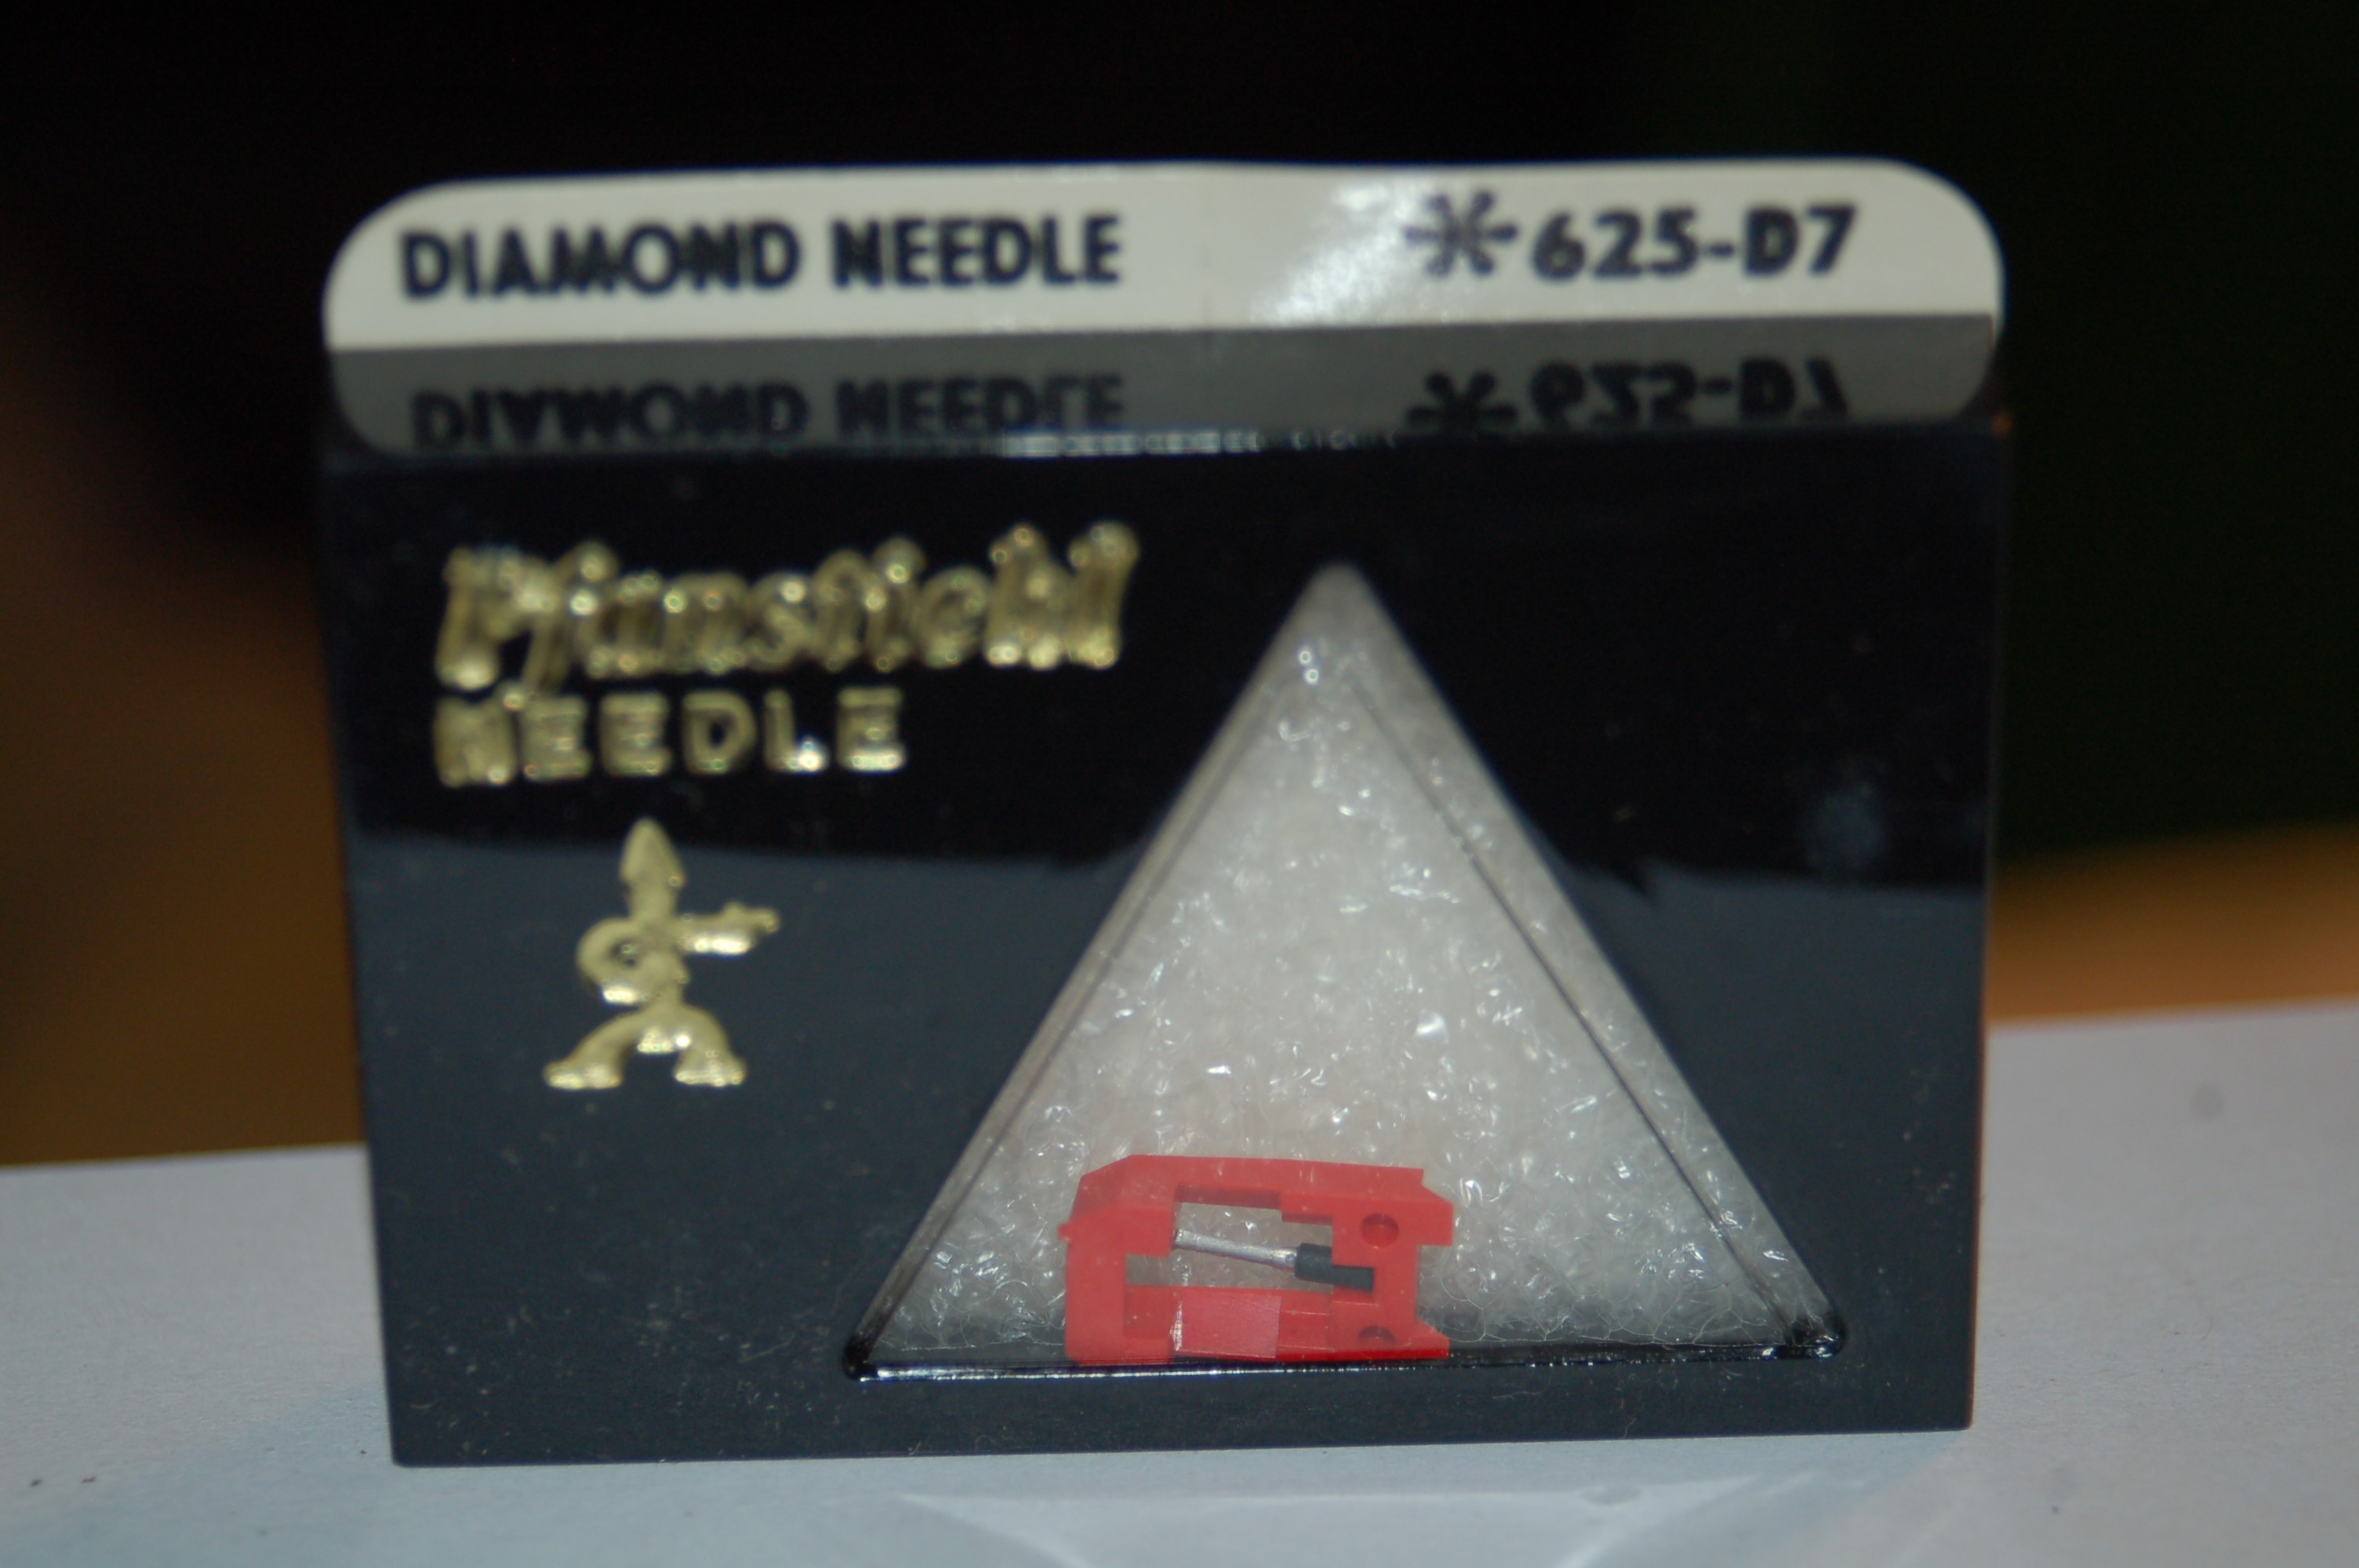 DIAMOND NEEDLE *625-D7
Pfanstiehl
NEEDLE